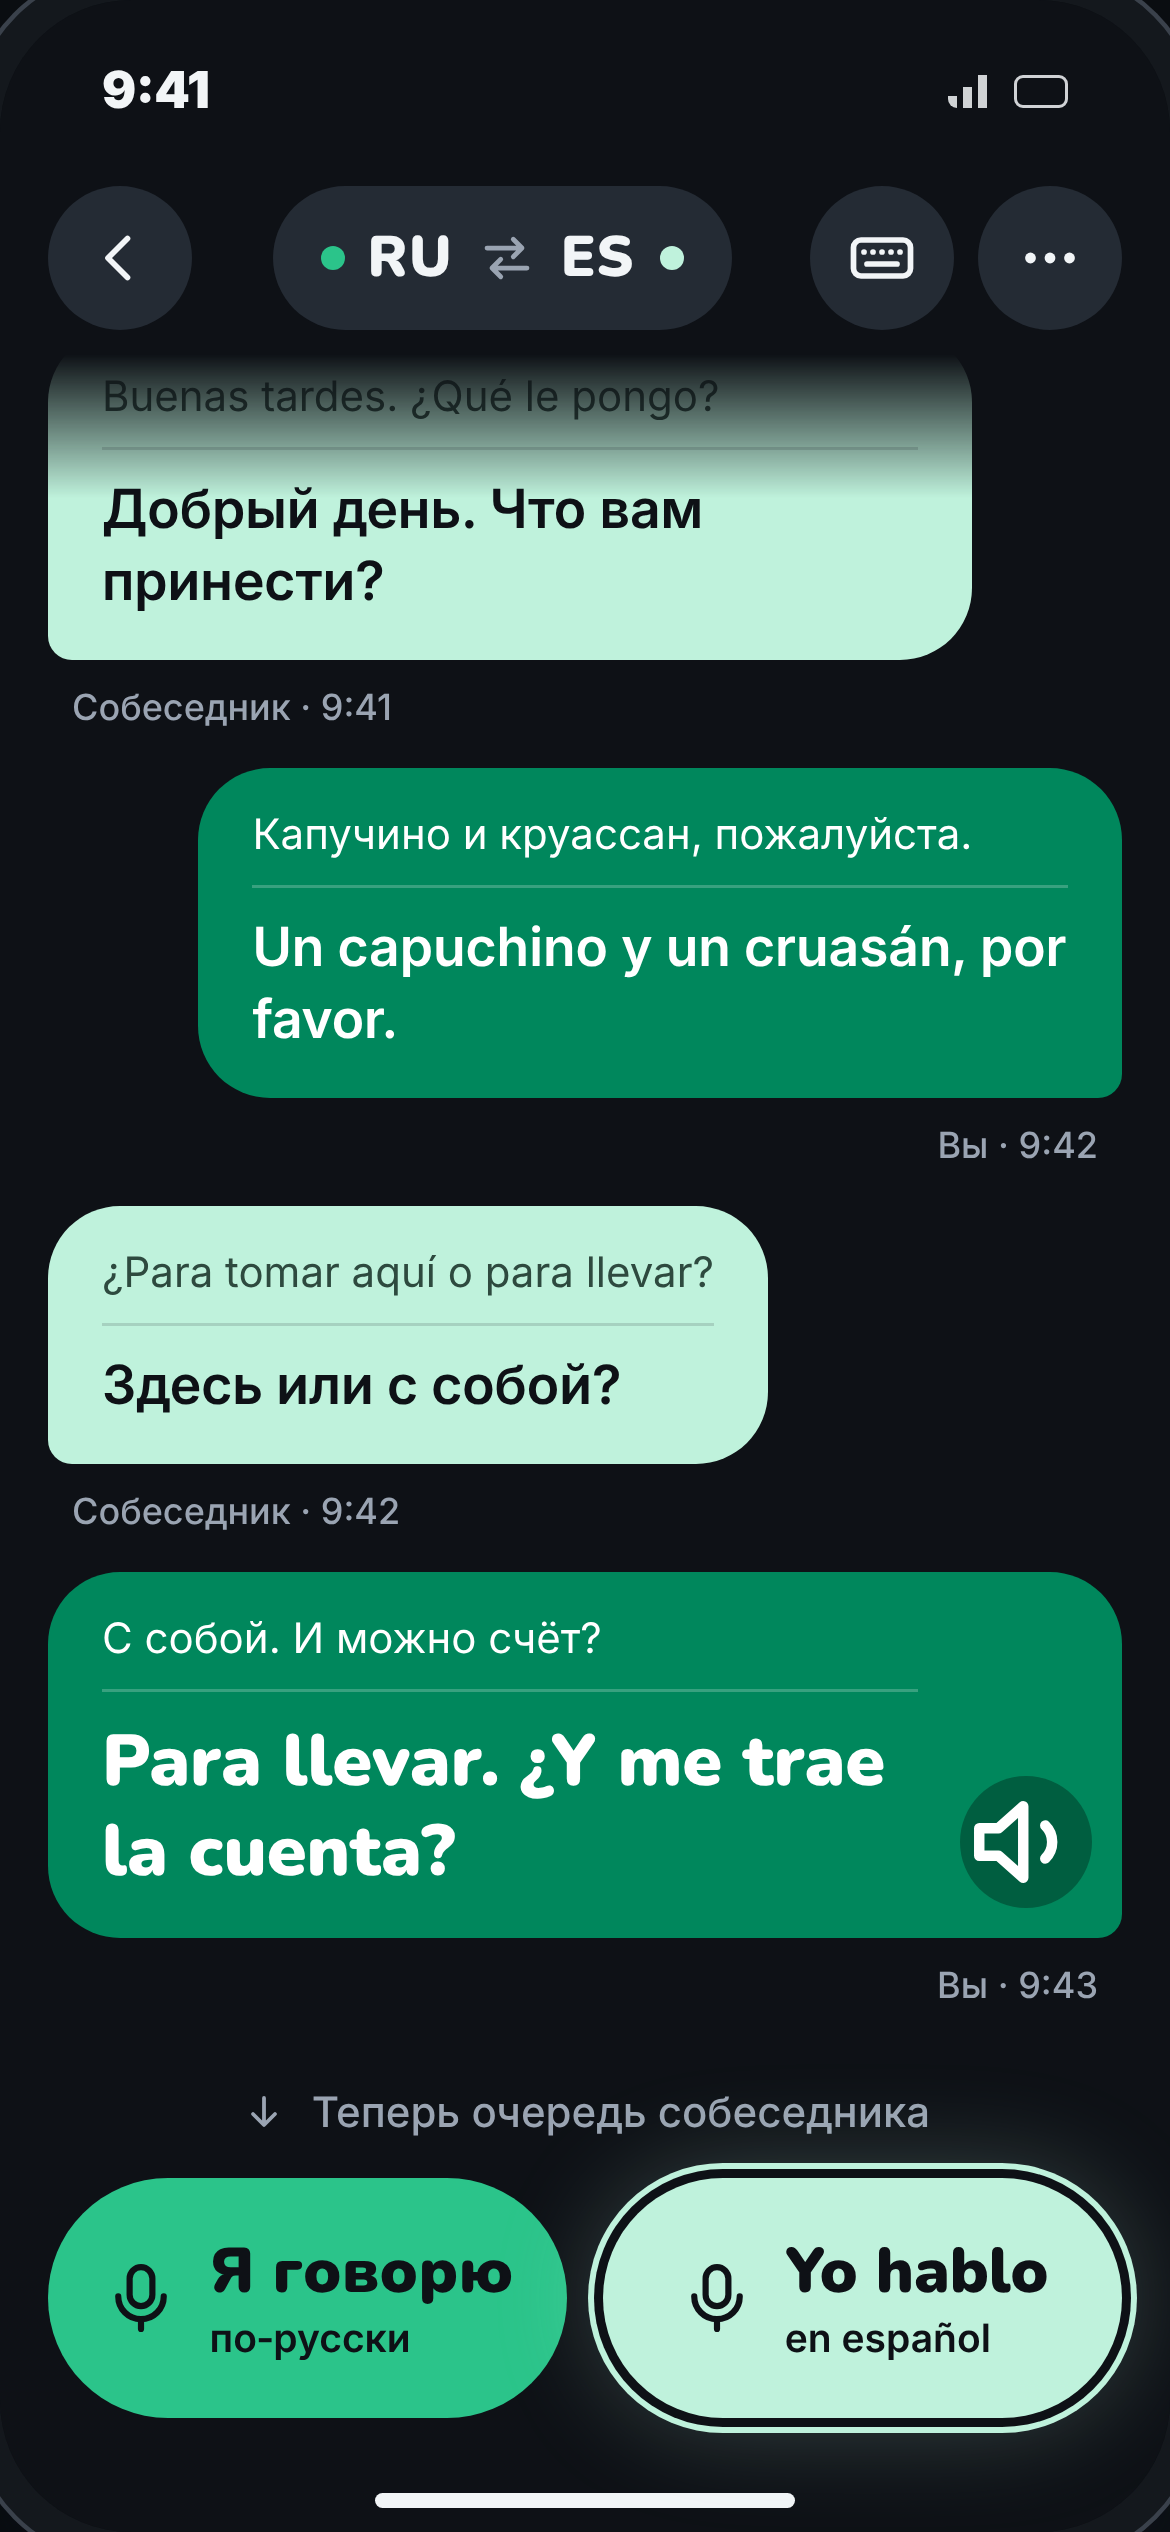 9:41
RU ES
Buenas tardes. ¿Qué le pongo?
Добрый день. Что вам
принести?
Собеседник · 9:41
Капучино и круассан, пожалуйста.
Un capuchino y un cruasán, por
favor.
Вы · 9:42
¿Para tomar aquí o para llevar?
Здесь или с собой?
Собеседник · 9:42
С собой. И можно счёт?
Para llevar. ¿Y me trae
la cuenta?
Вы · 9:43
↓ Теперь очередь собеседника
Я говорю
по-русски
Yo hablo
en español